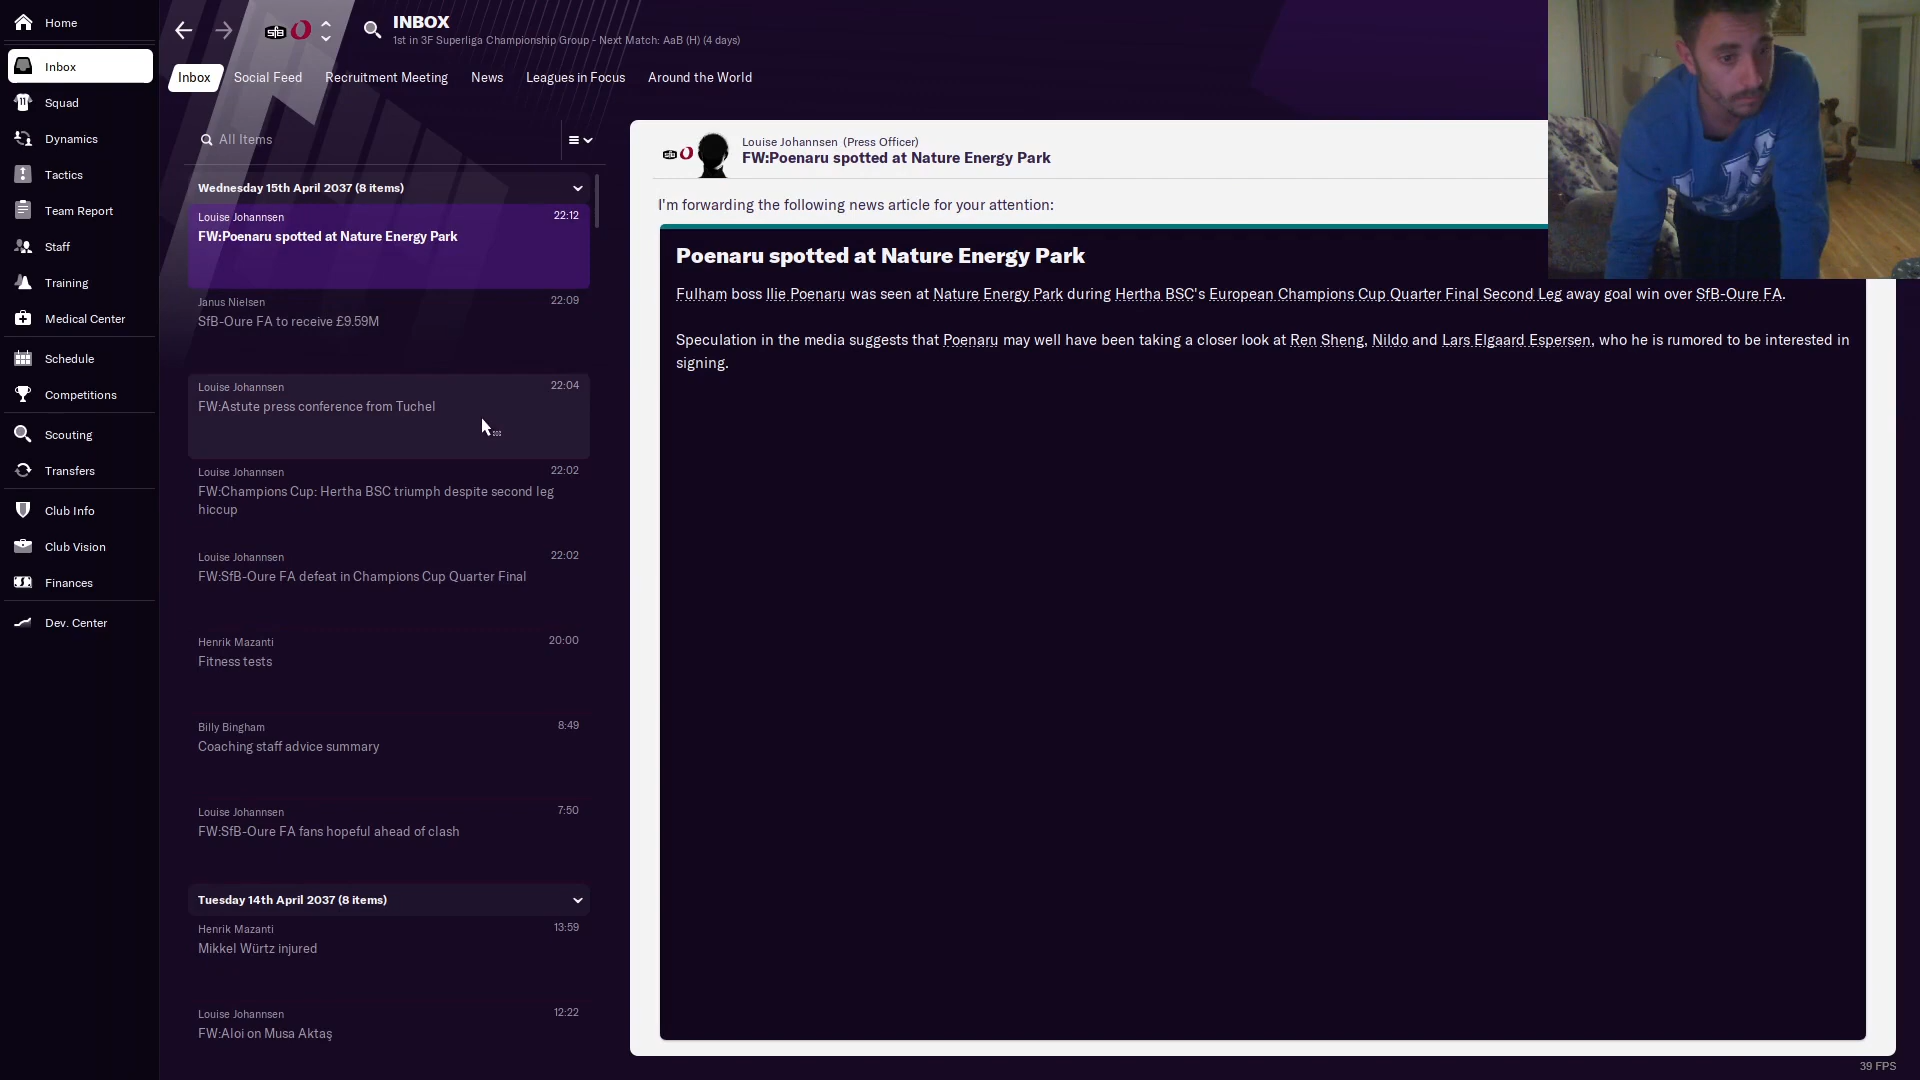 Home
Inbox
Squad
Dynamics
Tactics
Team Report
Staff
Training
Medical Center
Schedule
Competitions
Scouting
Transfers
Club Info
Club Vision
Finances
Dev. Center
INBOX
1st in 3F Superliga Championship Group - Next Match: AaB (H) (4 days)
Inbox
Social Feed
Recruitment Meeting
News
Leagues in Focus
Around the World
All Items
Wednesday 15th April 2037 (8 items)
Louise Johannsen 22:12
FW:Poenaru spotted at Nature Energy Park
Janus Nielsen 22:09
SfB-Oure FA to receive £9.59M
Louise Johannsen 22:04
FW:Astute press conference from Tuchel
Louise Johannsen 22:02
FW:Champions Cup: Hertha BSC triumph despite second leg
hiccup
Louise Johannsen 22:02
FW:SfB-Oure FA defeat in Champions Cup Quarter Final
Henrik Mazanti 20:00
Fitness tests
Billy Bingham 8:49
Coaching staff advice summary
Louise Johannsen 7:50
FW:SfB-Oure FA fans hopeful ahead of clash
Tuesday 14th April 2037 (8 items)
Henrik Mazanti 13:59
Mikkel Würtz injured
Louise Johannsen 12:22
FW:Aloi on Musa Aktaş
Louise Johannsen (Press Officer)
FW:Poenaru spotted at Nature Energy Park
I'm forwarding the following news article for your attention:
Poenaru spotted at Nature Energy Park
Fulham boss Ilie Poenaru was seen at Nature Energy Park during Hertha BSC's European Champions Cup Quarter Final Second Leg away goal win over SfB-Oure FA.
Speculation in the media suggests that Poenaru may well have been taking a closer look at Ren Sheng, Nildo and Lars Elgaard Espersen, who he is rumored to be interested in
signing.
39 FPS